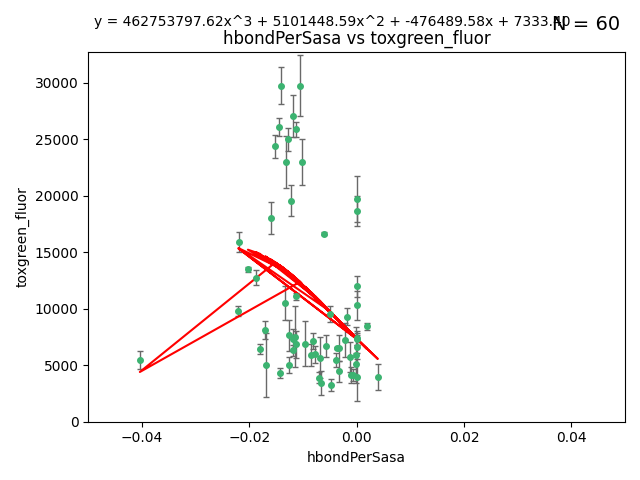 y = 462753797.62x^3 + 5101448.59x^2 + -476489.58x + 7333.
N = 60
hbondPerSasa vs toxgreen_fluor
30000
25000
20000
15000
10000
5000
0
toxgreen_fluor
−0.04 −0.02 0.00 0.02 0.04
hbondPerSasa